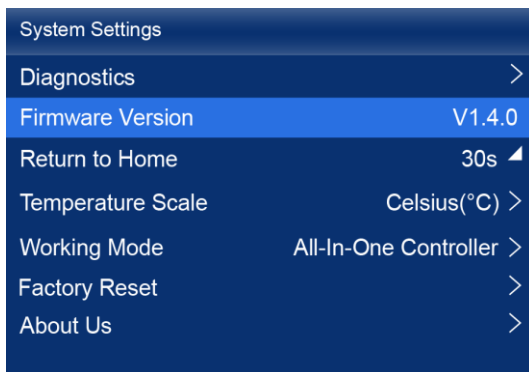 System Settings
Diagnostics >
Firmware Version V1.4.0
Return to Home 30s
Temperature Scale Celsius(°C) >
Working Mode All-In-One Controller >
Factory Reset >
About Us >